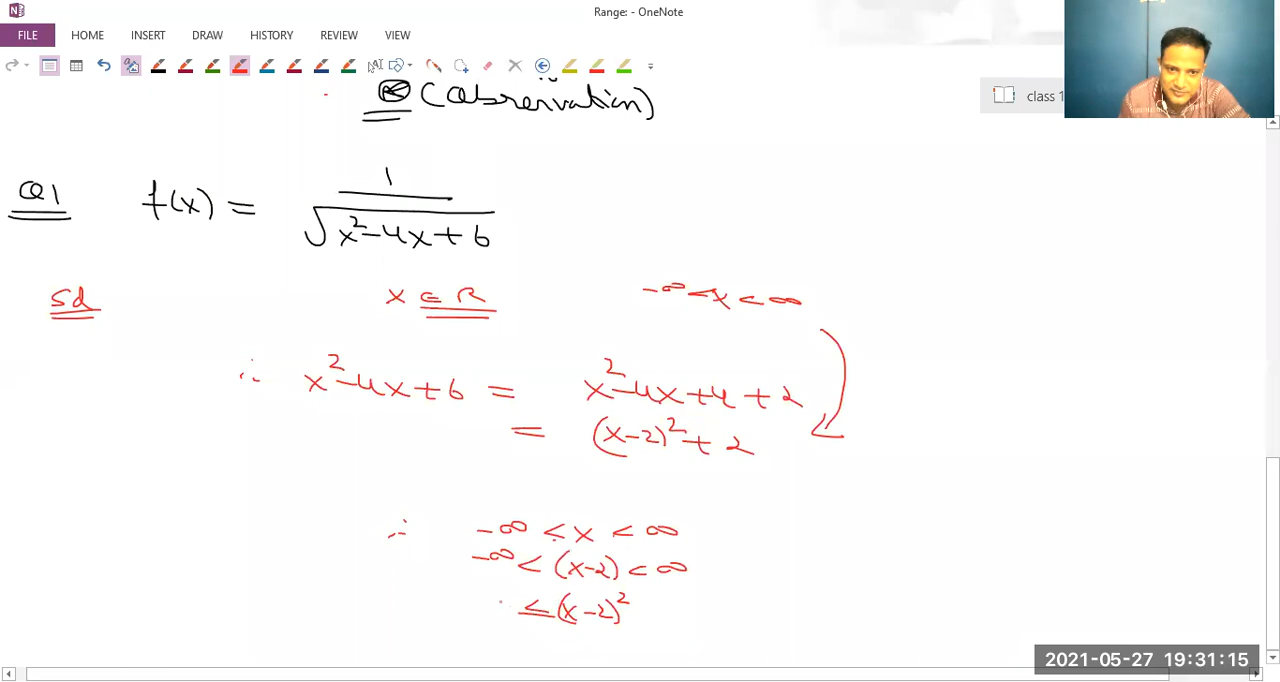 Range: - OneNote
FILE HOME INSERT DRAW HISTORY REVIEW VIEW
(Observation)
class 1
Q1 f(x) = 1/√(x²-4x+6)
Sol x ∈ R -∞ < x < ∞
∴ x²-4x+6 = x²-4x+4+2
= (x-2)²+2
∴ -∞ < x < ∞
-∞ < (x-2) < ∞
≤ (x-2)²
2021-05-27 19:31:15